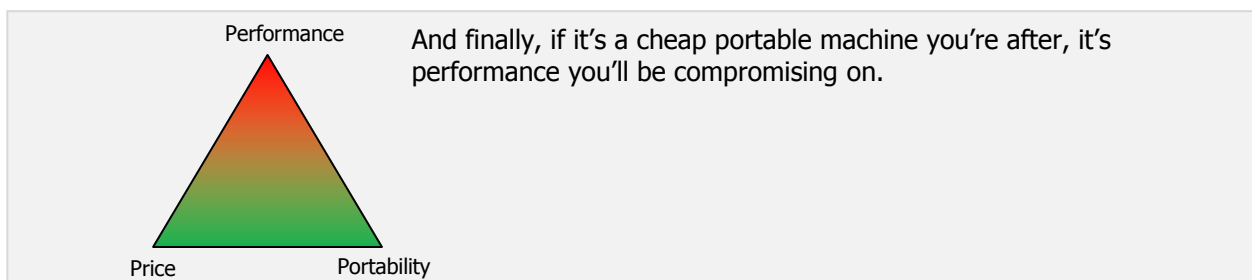 Performance
And finally, if it’s a cheap portable machine you’re after, it’s
performance you’ll be compromising on.
Price
Portability